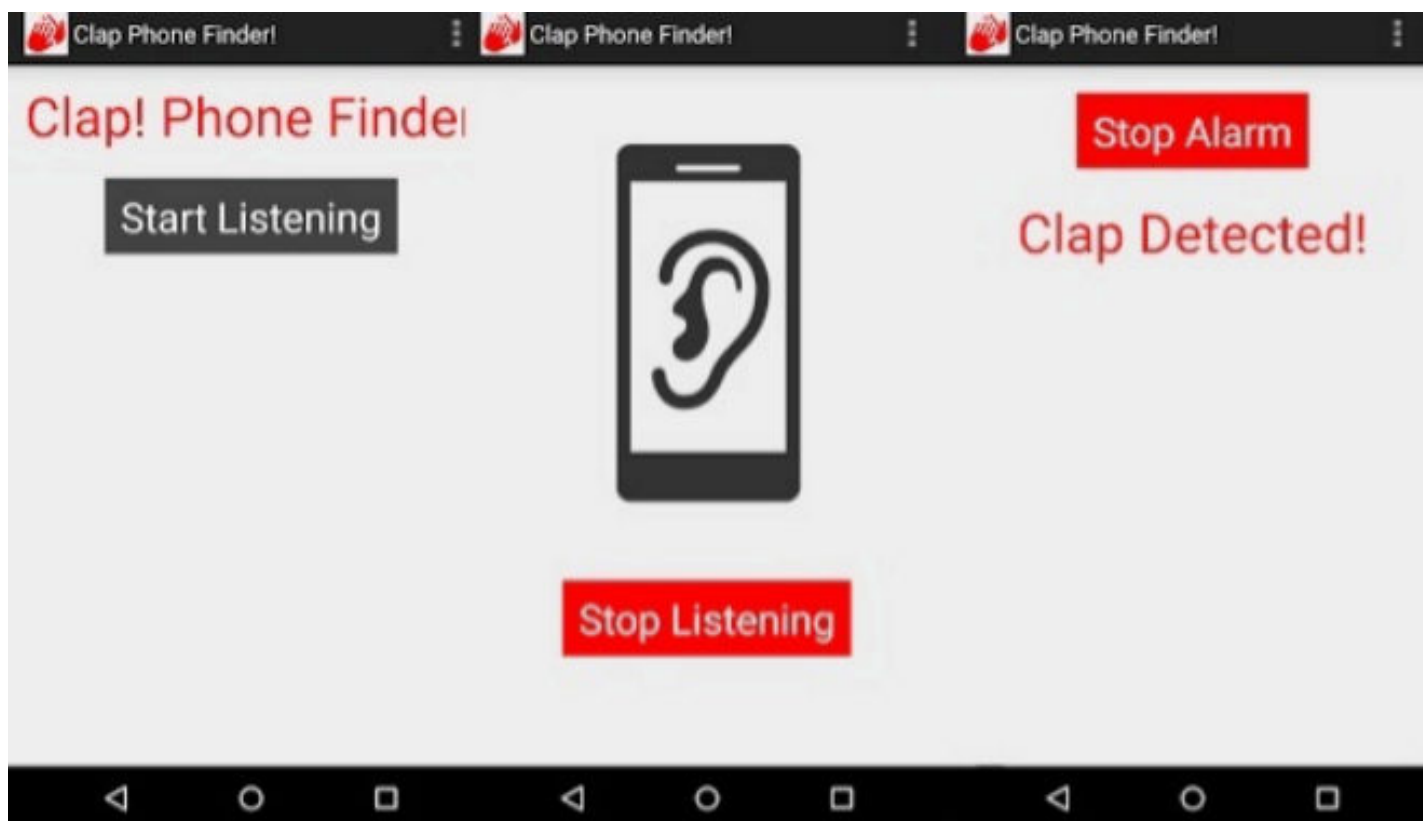 Clap Phone Finder!
Clap! Phone Finder
Start Listening
Clap Phone Finder!
Stop Listening
Clap Phone Finder!
Stop Alarm
Clap Detected!